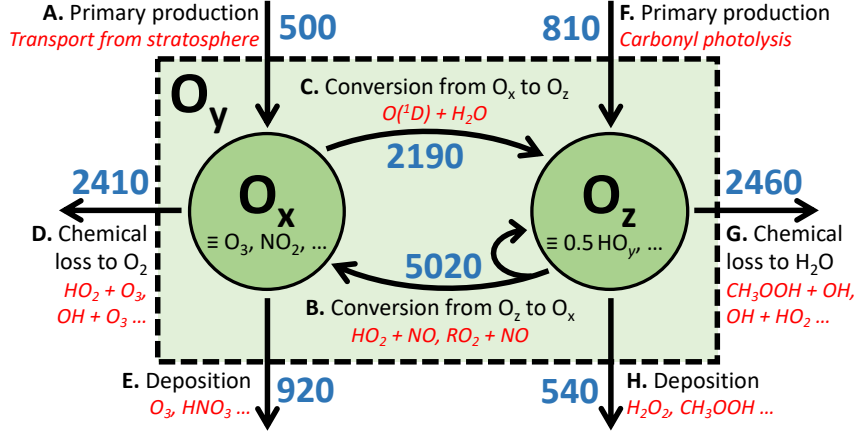 A. Primary production
Transport from stratosphere
500
810
F. Primary production
Carbonyl photolysis
Oy
C. Conversion from Ox to Oz
O(¹D) + H2O
2190
2410
Ox
≡ O3, NO2, ...
Oz
≡ 0.5 HOy, ...
2460
D. Chemical
loss to O2
HO2 + O3,
OH + O3 ...
5020
B. Conversion from Oz to Ox
HO2 + NO, RO2 + NO
G. Chemical
loss to H2O
CH3OOH + OH,
OH + HO2 ...
E. Deposition
O3, HNO3 ...
920
540
H. Deposition
H2O2, CH3OOH ...